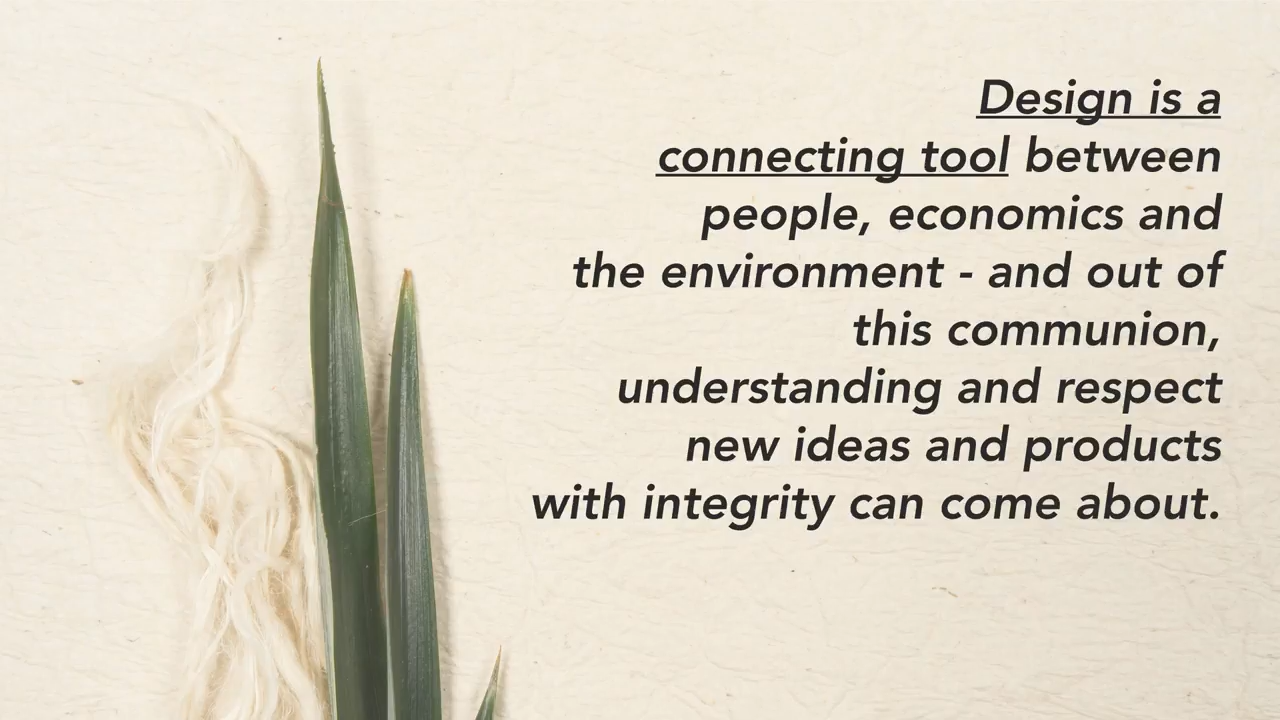 Design is a
connecting tool between
people, economics and
the environment - and out of
this communion,
understanding and respect
new ideas and products
with integrity can come about.